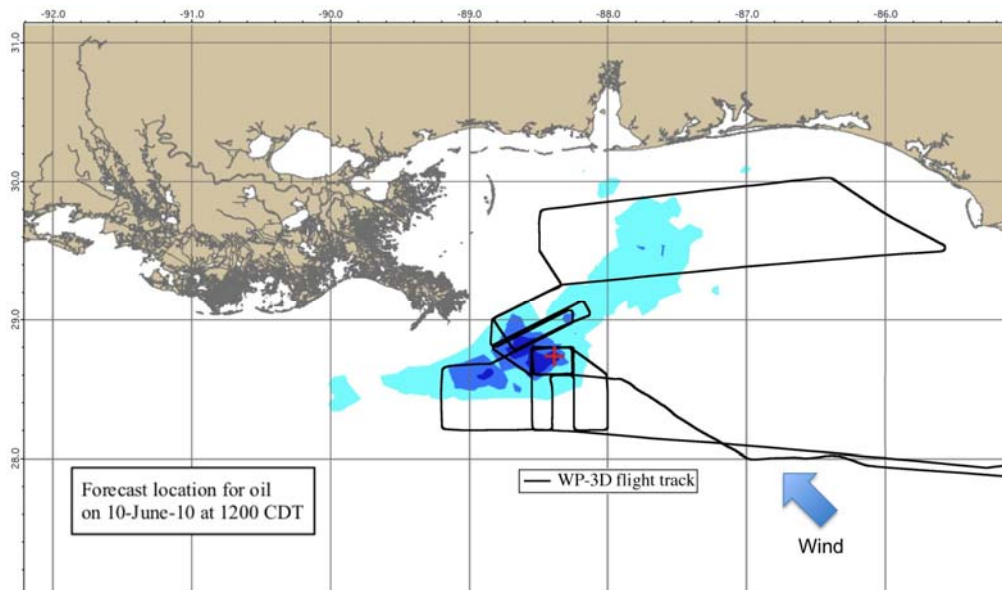 -92.0 -91.0 -90.0 -89.0 -88.0 -87.0 -86.0
31.0
30.0
29.0
28.0
Forecast location for oil
on 10-June-10 at 1200 CDT
WP-3D flight track
Wind